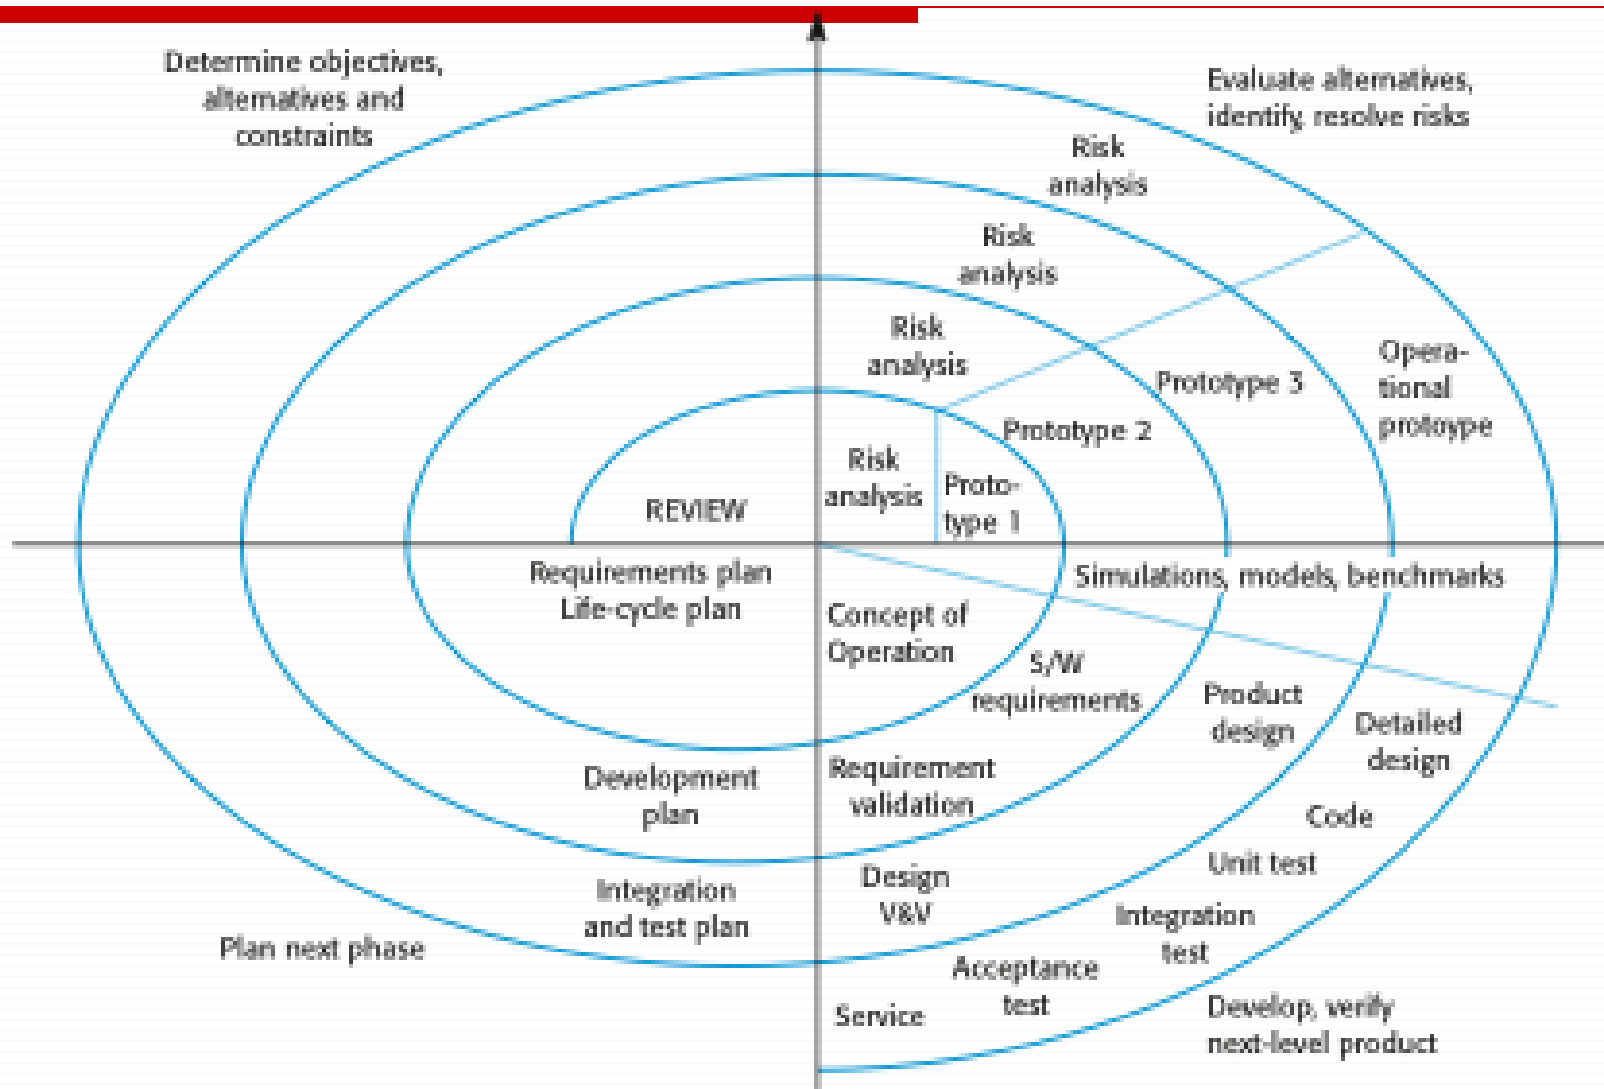 Determine objectives,
alternatives and
constraints
Evaluate alternatives,
identify, resolve risks
Risk
analysis
Risk
analysis
Risk
analysis
Risk
analysis
Proto-
type 1
Prototype 2
Prototype 3
Opera-
tional
protoype
REVIEW
Requirements plan
Life-cycle plan
Simulations, models, benchmarks
Concept of
Operation
S/W
requirements
Product
design
Detailed
design
Development
plan
Requirement
validation
Code
Unit test
Design
V&V
Integration
and test plan
Integration
test
Plan next phase
Acceptance
test
Service
Develop, verify
next-level product